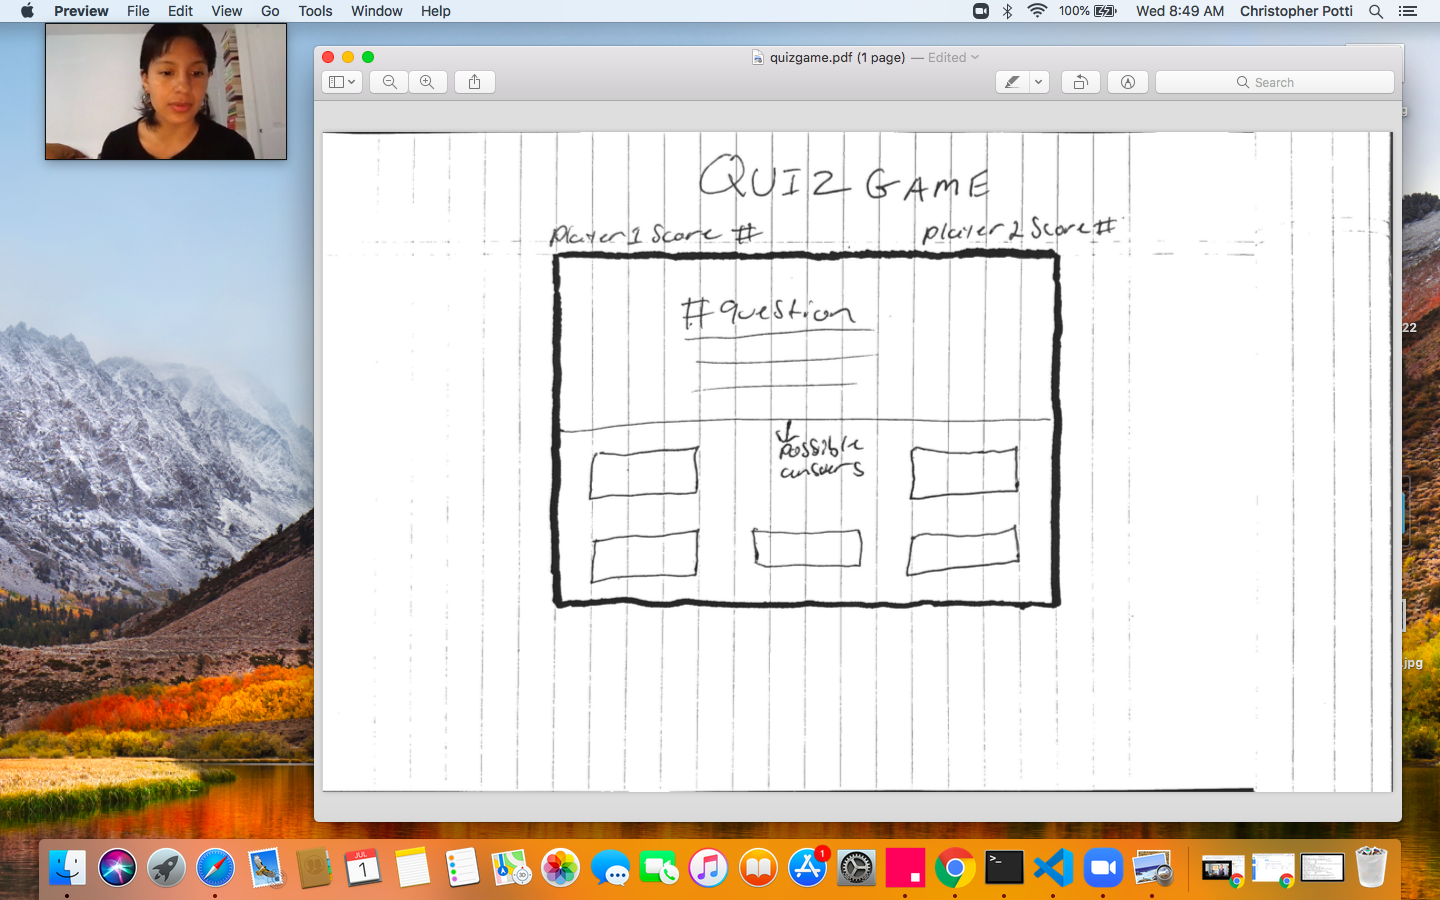 Preview File Edit View Go Tools Window Help 100% Wed 8:49 AM Christopher Potti
quizgame.pdf (1 page) — Edited
Search
QUIZ GAME
Player 1 Score # Player 2 Score #
# question
Possible
answers
22
.jpg
JUL
1
1